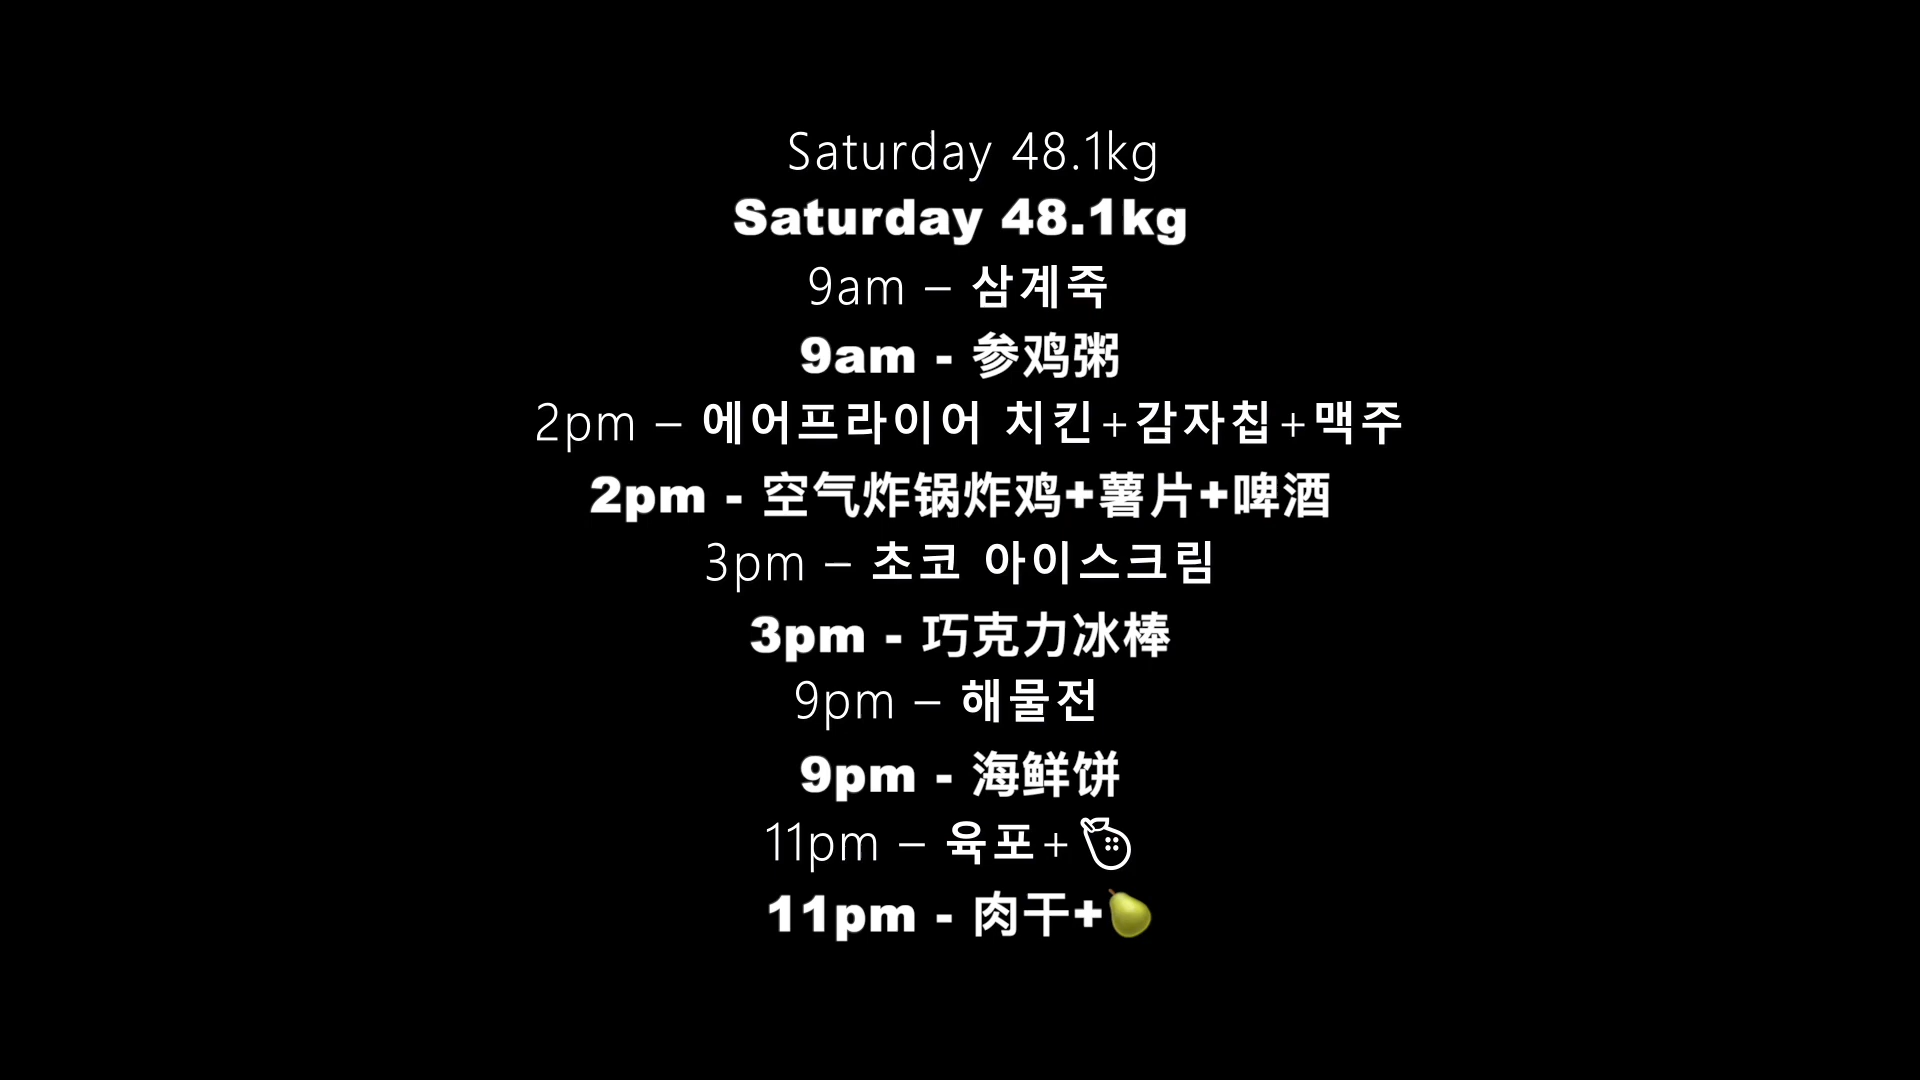 Saturday 48.1kg
Saturday 48.1kg
9am – 삼계죽
9am - 参鸡粥
2pm – 에어프라이어 치킨+감자칩+맥주
2pm - 空气炸锅炸鸡+薯片+啤酒
3pm – 초코 아이스크림
3pm - 巧克力冰棒
9pm – 해물전
9pm - 海鲜饼
11pm – 육포+🍐
11pm - 肉干+🍐